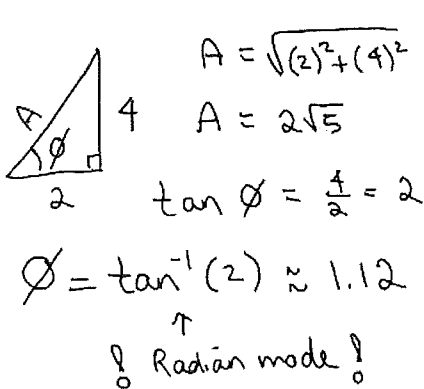 A = √(2)²+(4)²
A
4
A = 2√5
Ø
2
tan Ø = 4/2 = 2
Ø = tan⁻¹(2) ≈ 1.12
↑
! Radian mode !